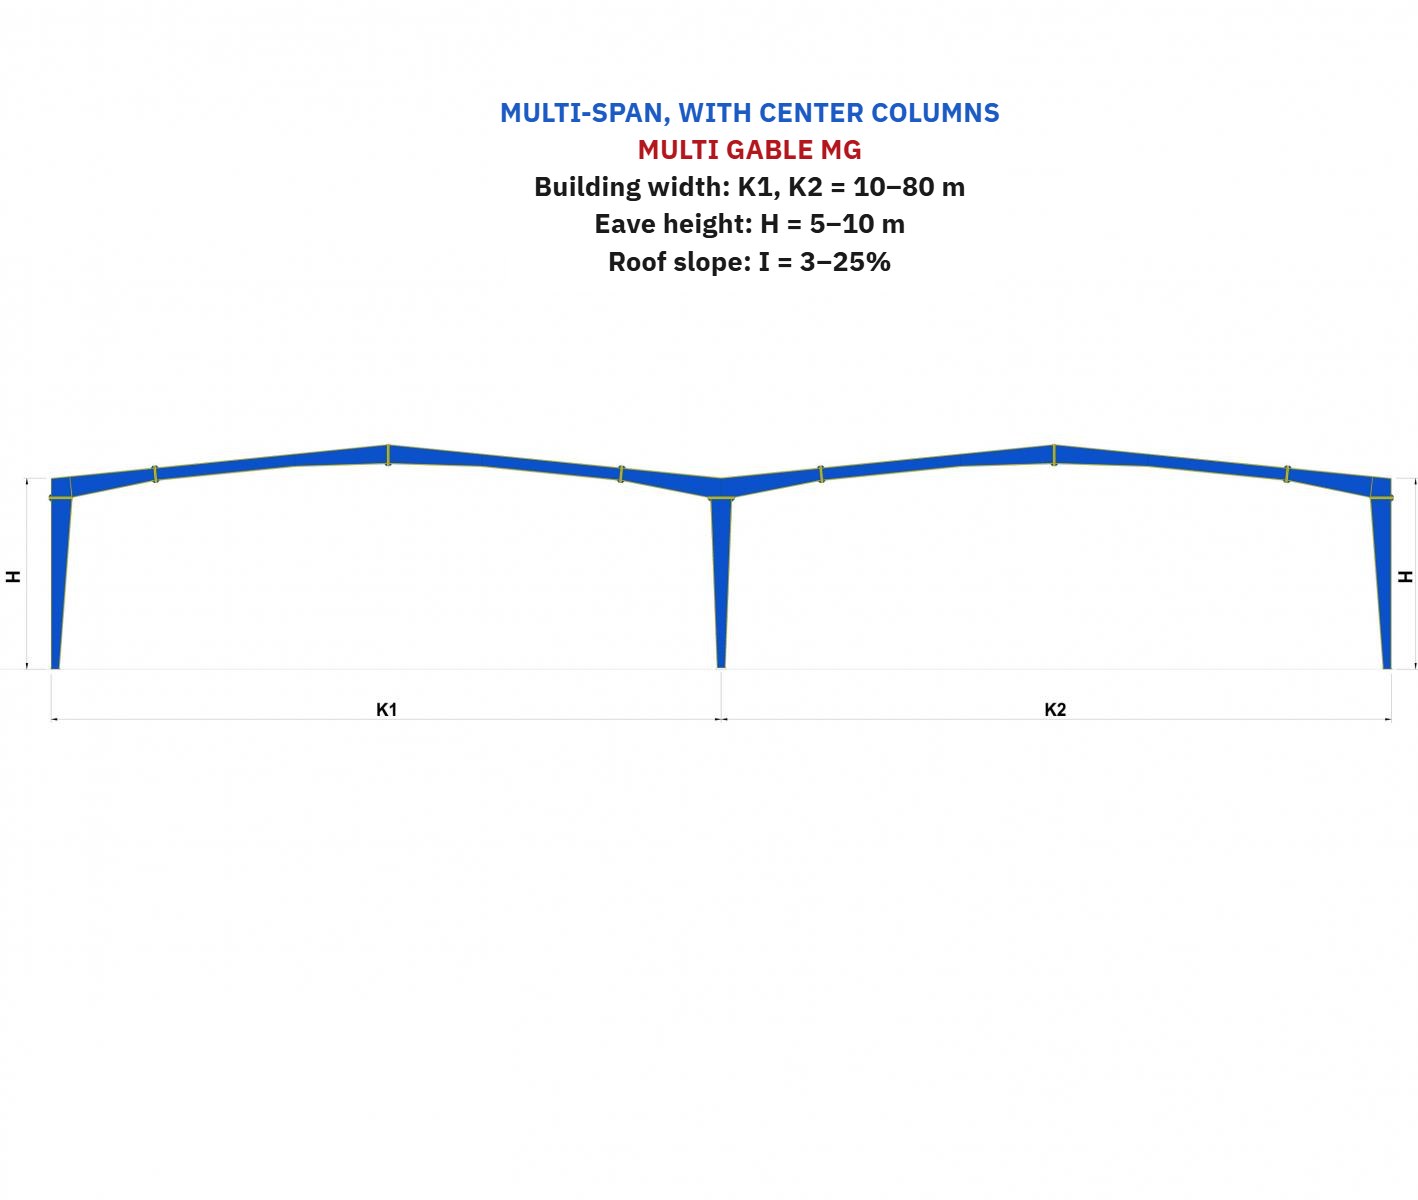 MULTI-SPAN, WITH CENTER COLUMNS
MULTI GABLE MG
Building width: K1, K2 = 10–80 m
Eave height: H = 5–10 m
Roof slope: I = 3–25%
H
H
K1
K2